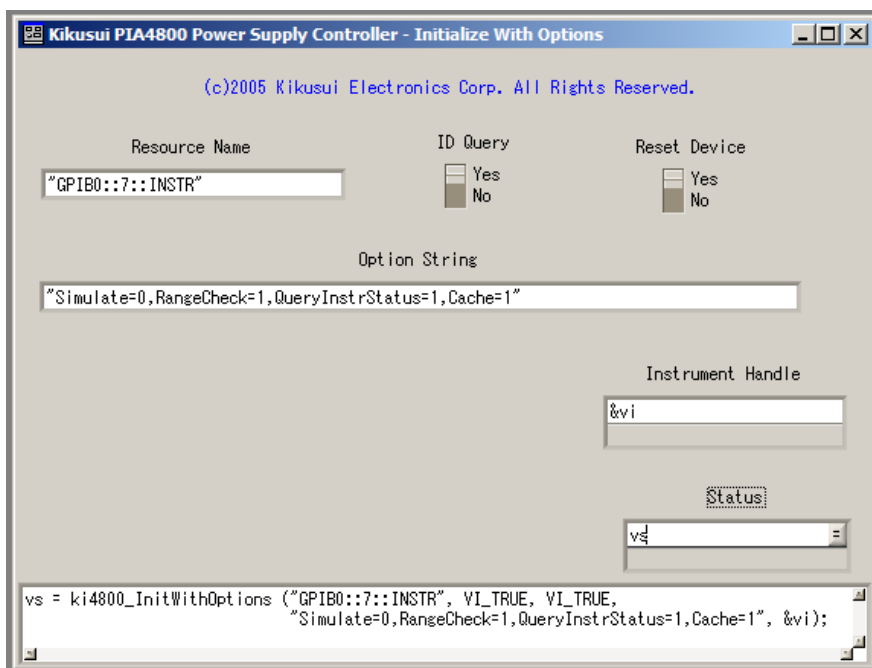 Kikusui PIA4800 Power Supply Controller - Initialize With Options
(c)2005 Kikusui Electronics Corp. All Rights Reserved.
Resource Name
"GPIB0::7::INSTR"
ID Query
Yes
No
Reset Device
Yes
No
Option String
"Simulate=0,RangeCheck=1,QueryInstrStatus=1,Cache=1"
Instrument Handle
&vi
Status
vs
vs = ki4800_InitWithOptions ("GPIB0::7::INSTR", VI_TRUE, VI_TRUE,
"Simulate=0,RangeCheck=1,QueryInstrStatus=1,Cache=1", &vi);